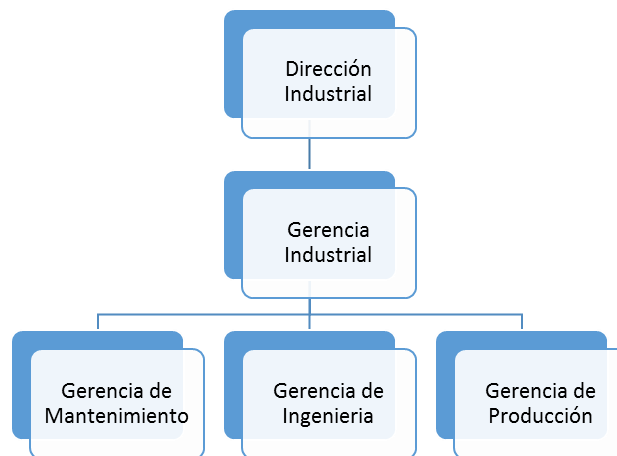 Dirección
Industrial
Gerencia
Industrial
Gerencia de
Mantenimiento
Gerencia de
Ingenieria
Gerencia de
Producción